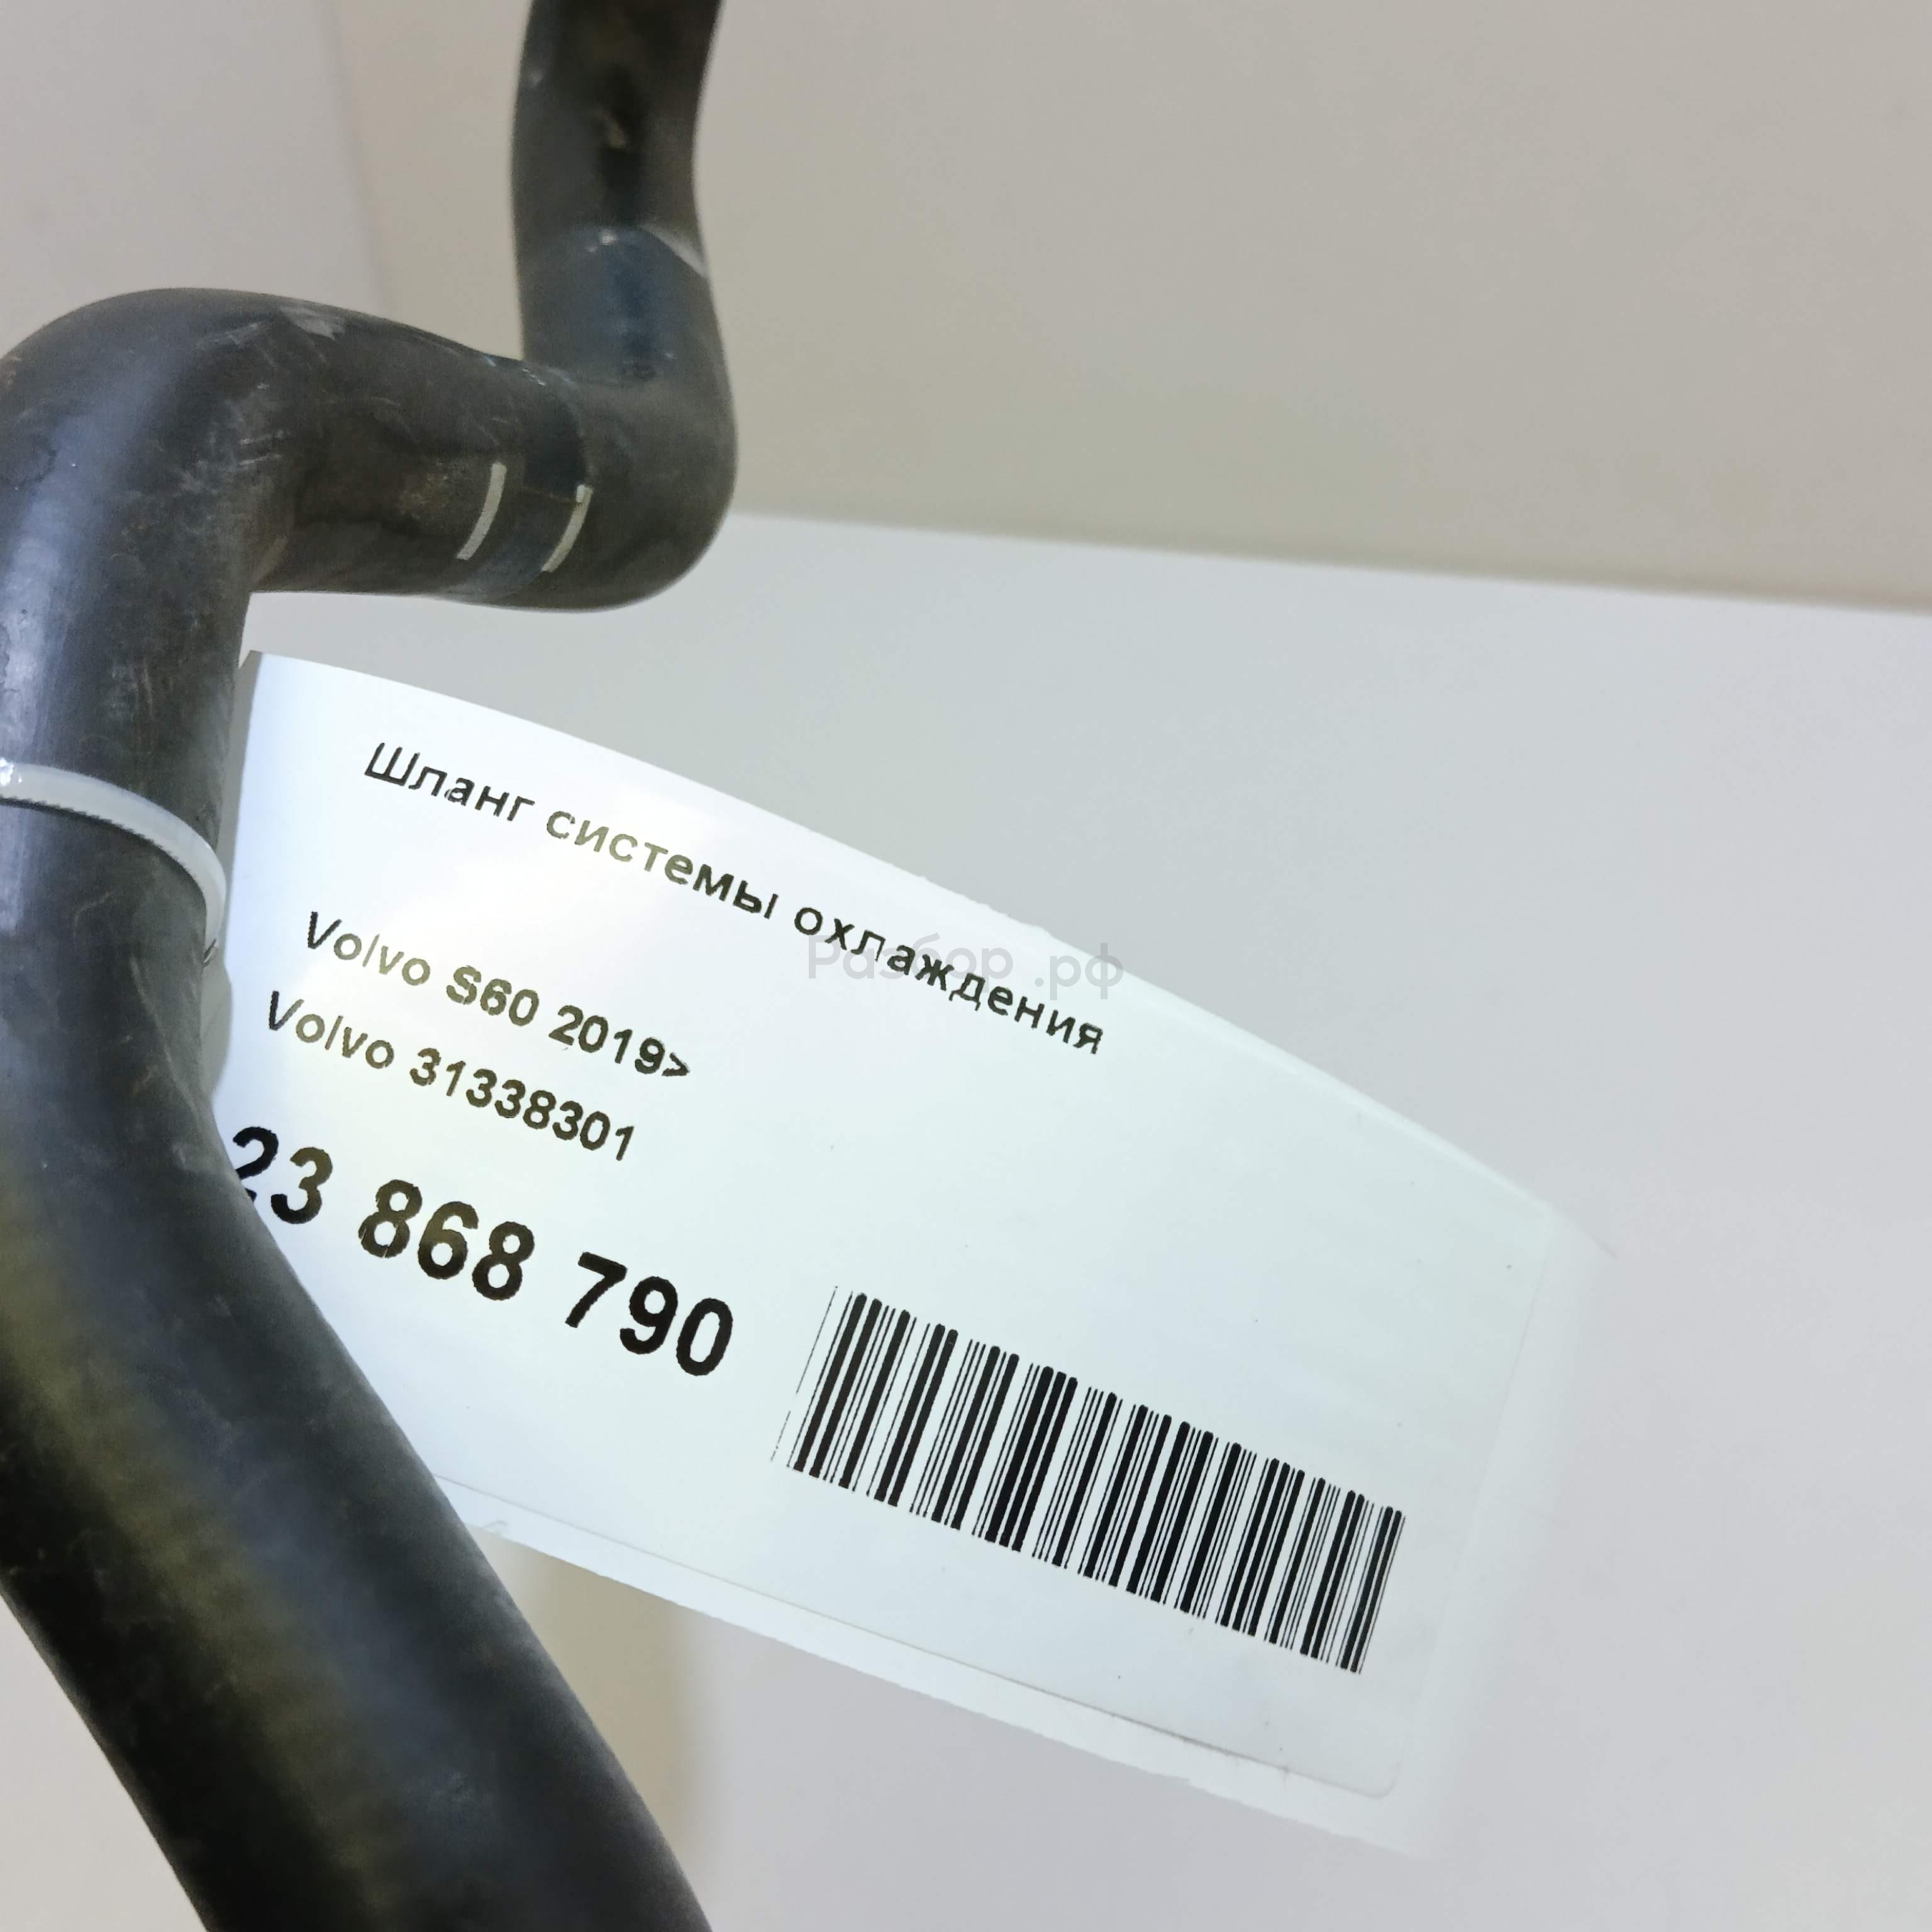 Шланг системы охлаждения
Volvo S60 2019>
Volvo 31338301
23 868 790
Разбор.рф